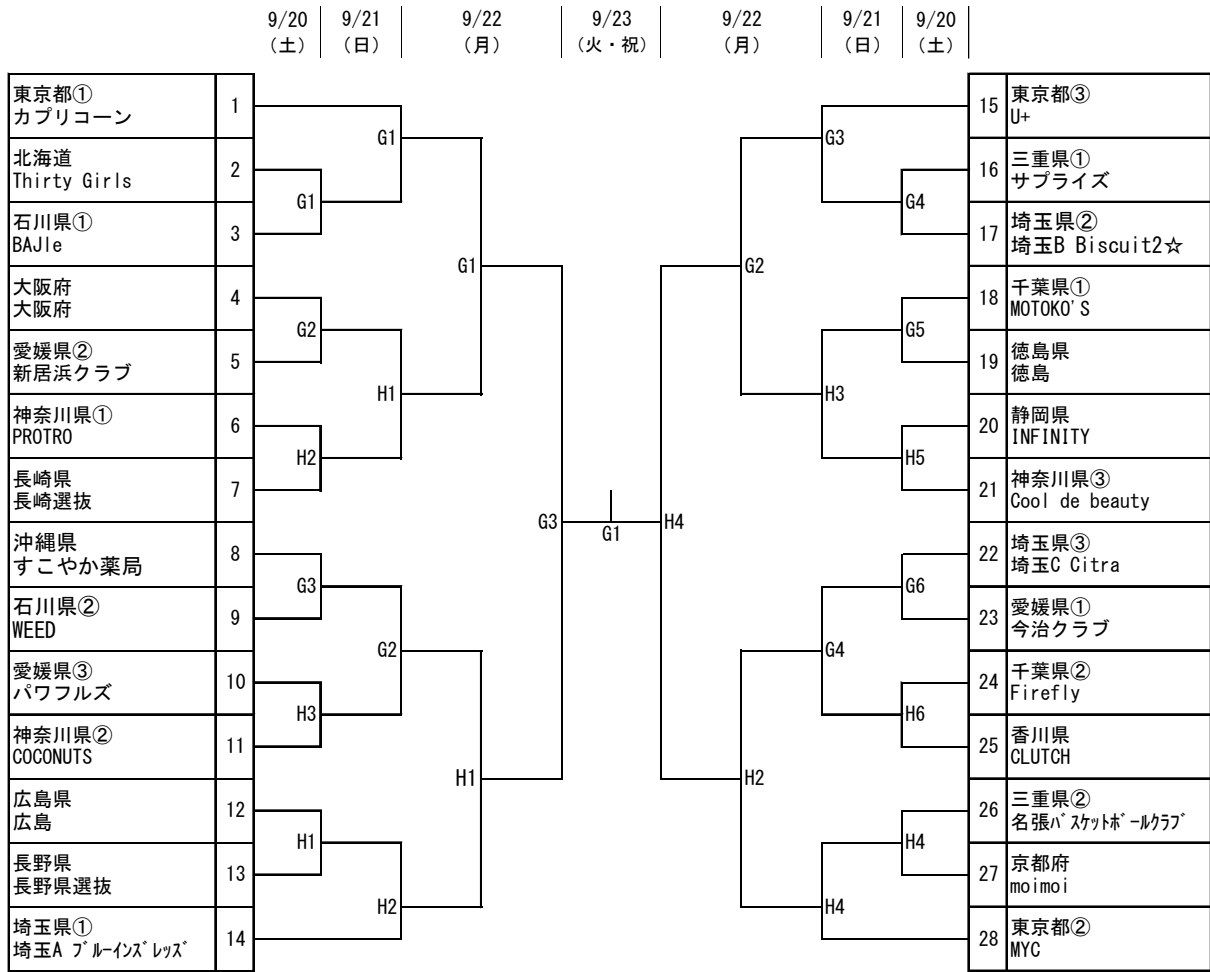 9/20 9/21 9/22 9/23 9/22 9/21 9/20
(土) (日) (月) (火・祝) (月) (日) (土)
東京都①
カプリコーン
1
北海道
Thirty Girls
2
石川県①
BAJle
3
大阪府
大阪府
4
愛媛県②
新居浜クラブ
5
神奈川県①
PROTRO
6
長崎県
長崎選抜
7
沖縄県
すこやか薬局
8
石川県②
WEED
9
愛媛県③
パワフルズ
10
神奈川県②
COCONUTS
11
広島県
広島
12
長野県
長野県選抜
13
埼玉県①
埼玉A ﾌﾞﾙｰｲﾝｽﾞﾚｯｽﾞ
14
G1
G2
H2
G3
H3
H1
G1
H1
G2
H2
G1
H1
G3
G1
H4
G2
H2
G3
H3
G4
H4
G4
G5
H5
G6
H6
H4
15
東京都③
U+
16
三重県①
サプライズ
17
埼玉県②
埼玉B Biscuit2☆
18
千葉県①
MOTOKO'S
19
徳島県
徳島
20
静岡県
INFINITY
21
神奈川県③
Cool de beauty
22
埼玉県③
埼玉C Citra
23
愛媛県①
今治クラブ
24
千葉県②
Firefly
25
香川県
CLUTCH
26
三重県②
名張ﾊﾞｽｹｯﾄﾎﾞｰﾙｸﾗﾌﾞ
27
京都府
moimoi
28
東京都②
MYC